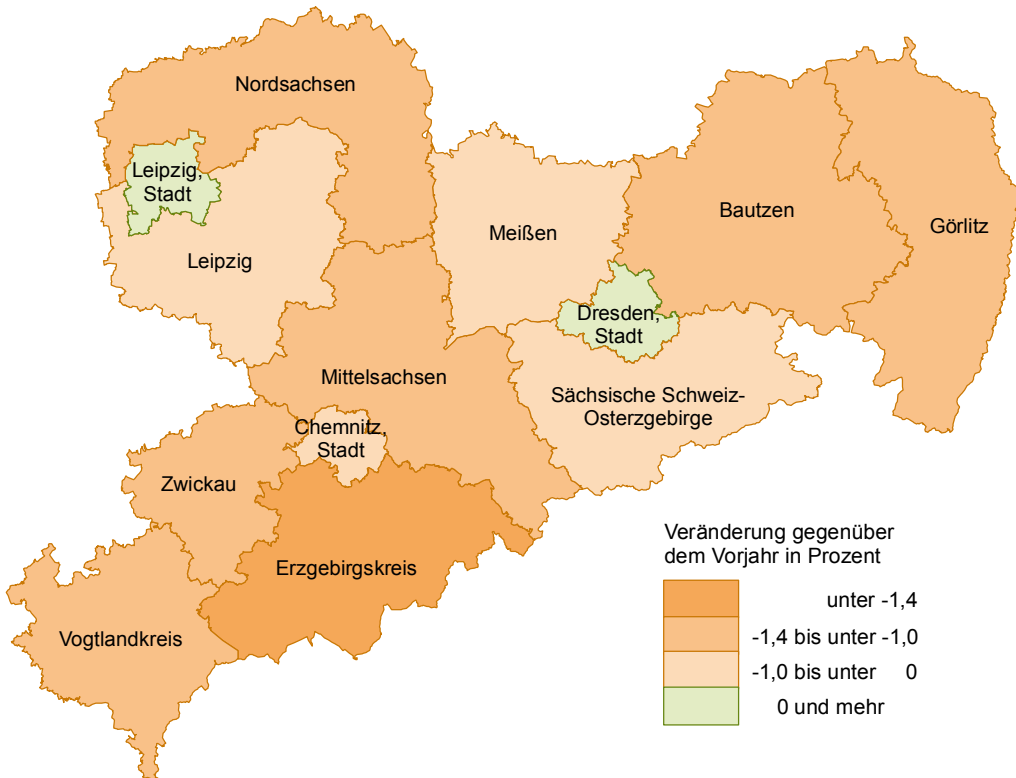 Nordsachsen
Leipzig,
Stadt
Leipzig
Meißen
Bautzen
Görlitz
Dresden,
Stadt
Mittelsachsen
Sächsische Schweiz-
Osterzgebirge
Chemnitz,
Stadt
Zwickau
Erzgebirgskreis
Vogtlandkreis
Veränderung gegenüber
dem Vorjahr in Prozent
unter -1,4
-1,4 bis unter -1,0
-1,0 bis unter 0
0 und mehr